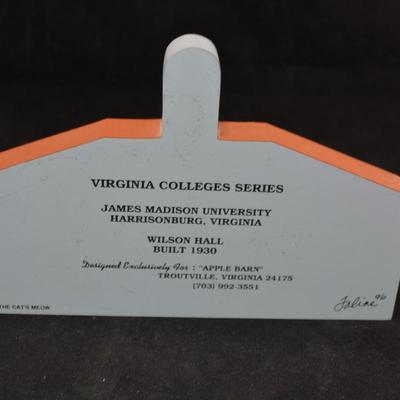 VIRGINIA COLLEGES SERIES
JAMES MADISON UNIVERSITY
HARRISONBURG, VIRGINIA
WILSON HALL
BUILT 1930
Designed Exclusively For : "APPLE BARN"
TROUTVILLE, VIRGINIA 24175
(703) 992-3551
THE CAT'S MEOW
Faline 96